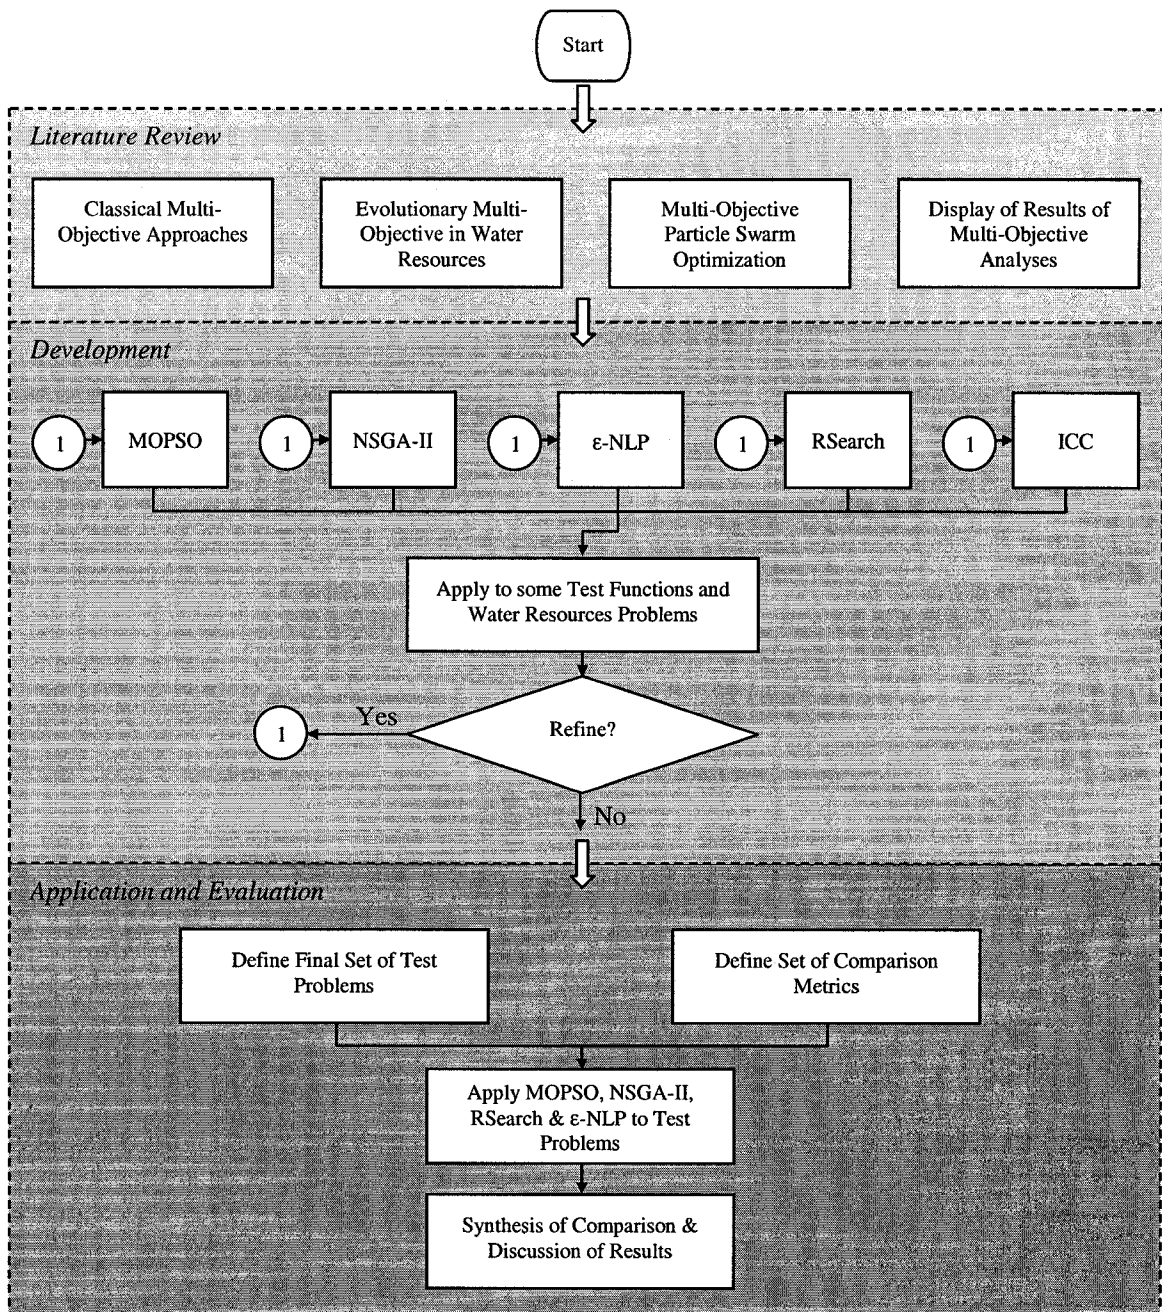 Start
Literature Review
Classical Multi-
Objective Approaches
Evolutionary Multi-
Objective in Water
Resources
Multi-Objective
Particle Swarm
Optimization
Display of Results of
Multi-Objective
Analyses
Development
1
MOPSO
1
NSGA-II
1
ε-NLP
1
RSearch
1
ICC
Apply to some Test Functions and
Water Resources Problems
Refine?
Yes
1
No
Application and Evaluation
Define Final Set of Test
Problems
Define Set of Comparison
Metrics
Apply MOPSO, NSGA-II,
RSearch & ε-NLP to Test
Problems
Synthesis of Comparison &
Discussion of Results